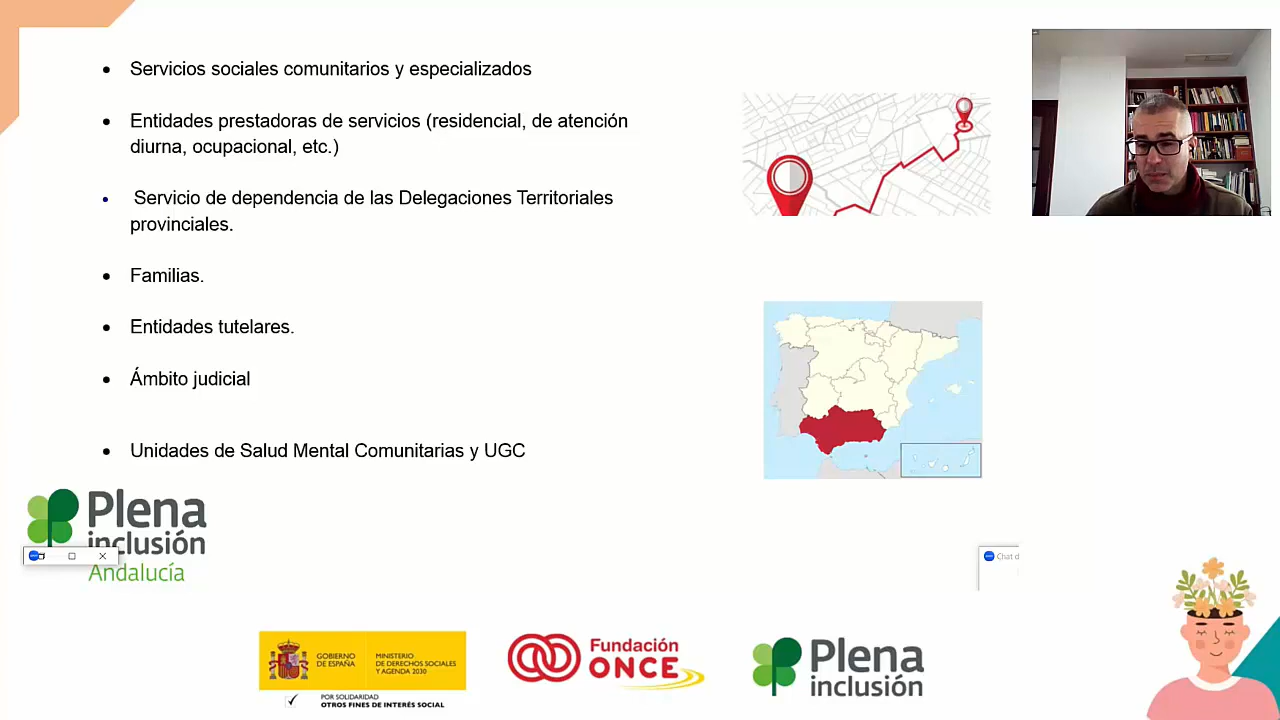 Servicios sociales comunitarios y especializados
Entidades prestadoras de servicios (residencial, de atención
diurna, ocupacional, etc.)
Servicio de dependencia de las Delegaciones Territoriales
provinciales.
Familias.
Entidades tutelares.
Ámbito judicial
Unidades de Salud Mental Comunitarias y UGC
Plena
inclusión
Andalucía
Chat d
GOBIERNO
DE ESPAÑA
MINISTERIO
DE DERECHOS SOCIALES
Y AGENDA 2030
POR SOLIDARIDAD
OTROS FINES DE INTERÉS SOCIAL
Fundación
ONCE
Plena
inclusión